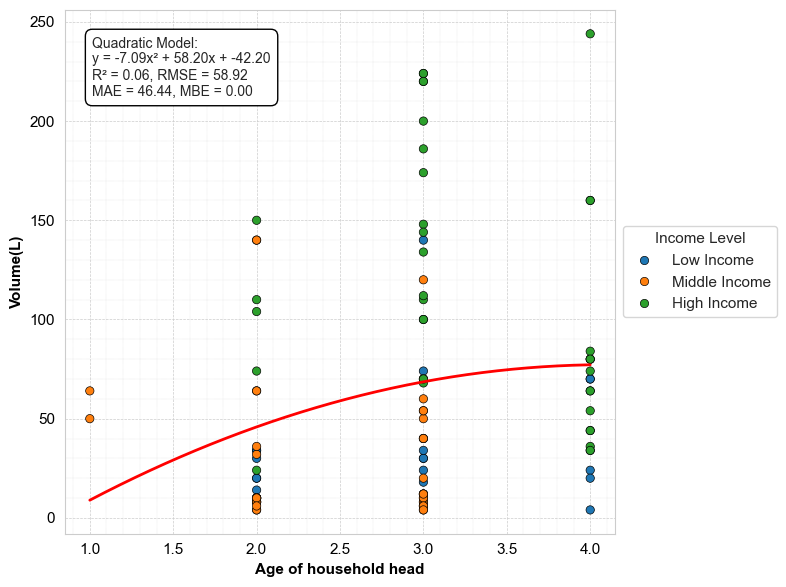 Quadratic Model:
y = -7.09x² + 58.20x + -42.20
R² = 0.06, RMSE = 58.92
MAE = 46.44, MBE = 0.00
250
200
150
100
50
0
Volume(L)
1.0 1.5 2.0 2.5 3.0 3.5 4.0
Age of household head
Income Level
Low Income
Middle Income
High Income